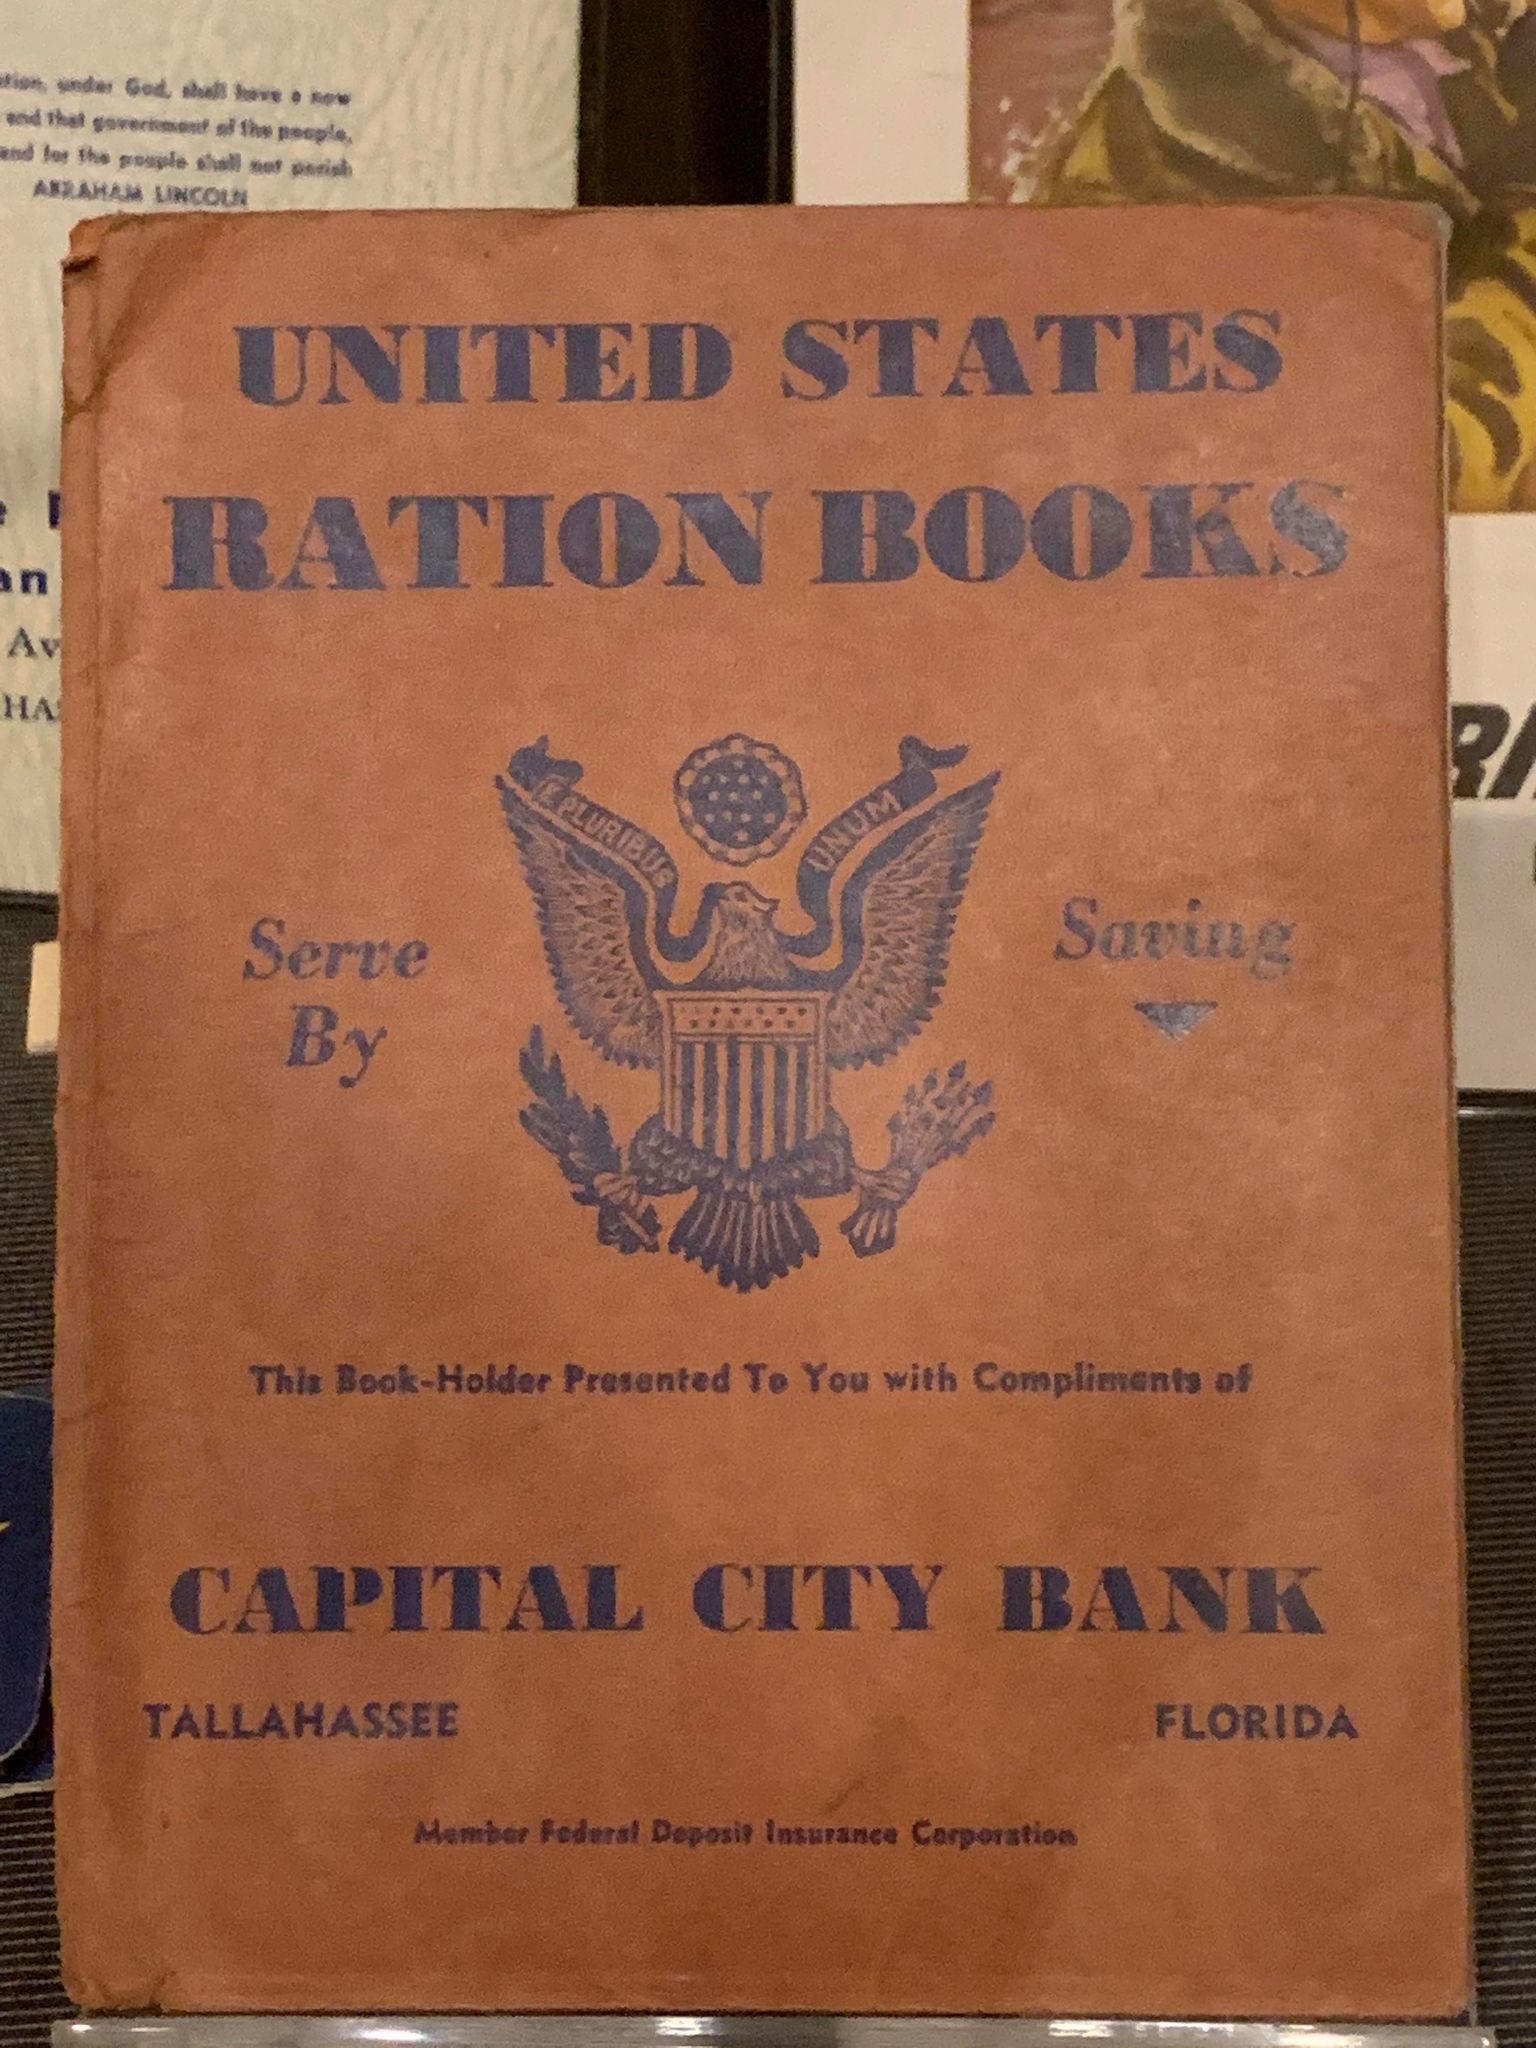 under God, shall have a new
and that government of the people,
and for the people shall not perish
ABRAHAM LINCOLN
UNITED STATES
RATION BOOKS
E PLURIBUS UNUM
Serve
By
Saving
This Book-Holder Presented To You with Compliments of
CAPITAL CITY BANK
TALLAHASSEE FLORIDA
Member Federal Deposit Insurance Corporation